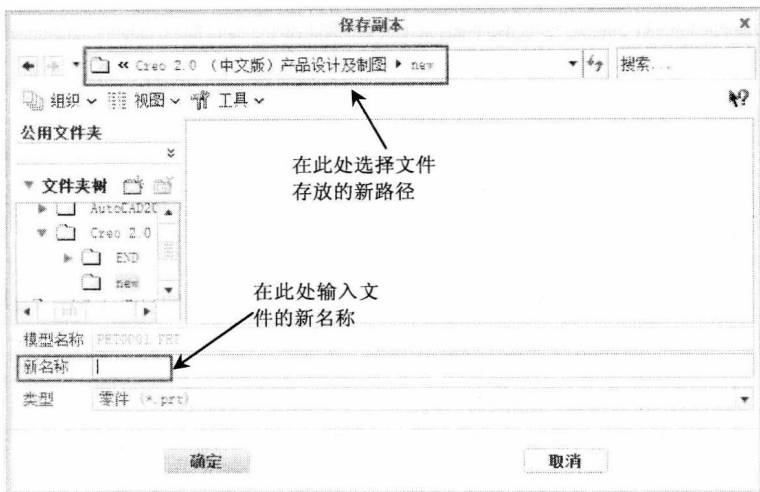 保存副本
« Creo 2.0 （中文版）产品设计及制图 ▸ new
搜索...
组织 视图 工具
公用文件夹
在此处选择文件
存放的新路径
文件夹树
AutoCAD2
Creo 2.0
END
new
在此处输入文
件的新名称
模型名称 PRT0001.PRT
新名称
类型 零件 (*.prt)
确定 取消